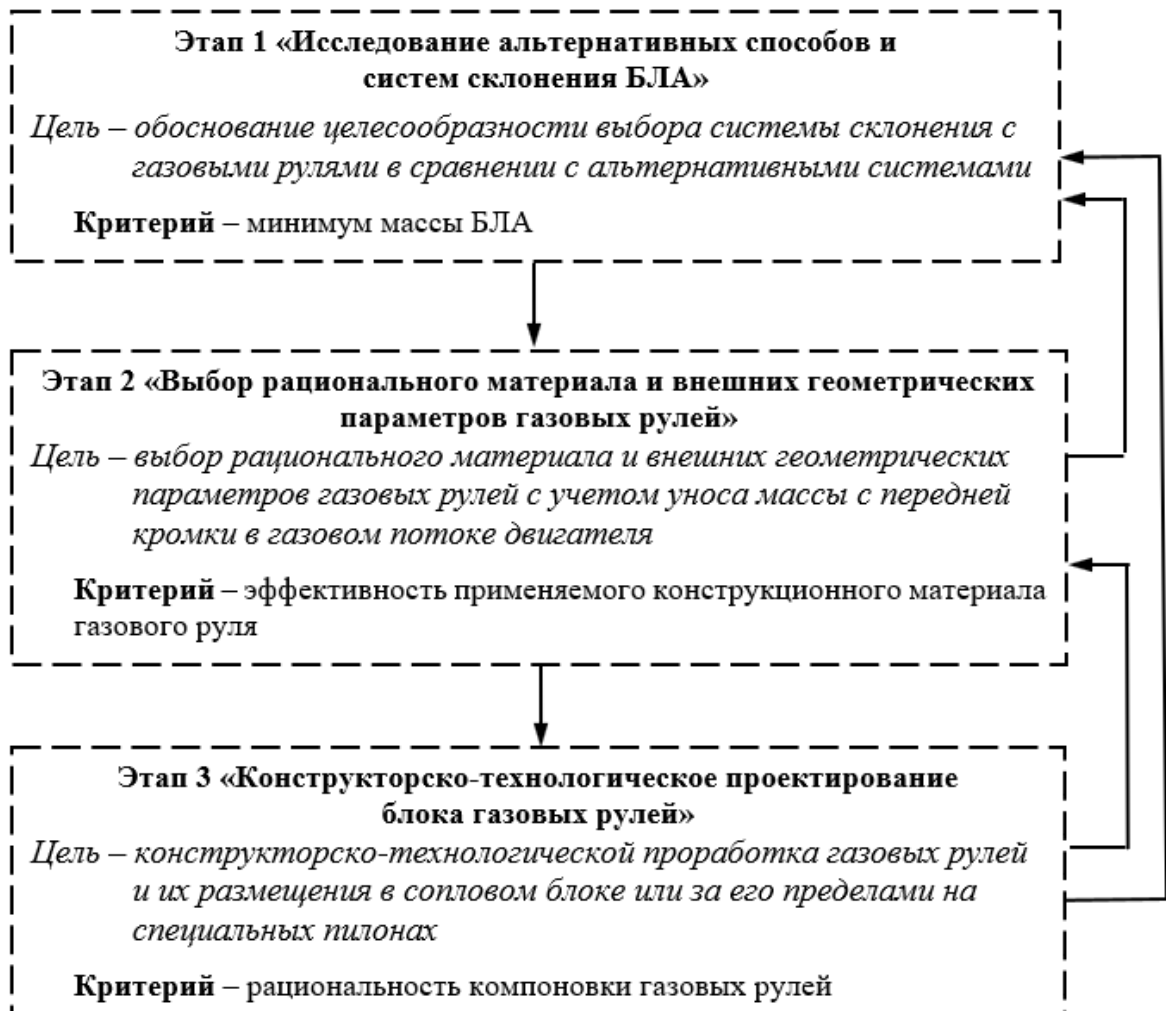 Этап 1 «Исследование альтернативных способов и
систем склонения БЛА»
Цель – обоснование целесообразности выбора системы склонения с
газовыми рулями в сравнении с альтернативными системами
Критерий – минимум массы БЛА
Этап 2 «Выбор рационального материала и внешних геометрических
параметров газовых рулей»
Цель – выбор рационального материала и внешних геометрических
параметров газовых рулей с учетом уноса массы с передней
кромки в газовом потоке двигателя
Критерий – эффективность применяемого конструкционного материала
газового руля
Этап 3 «Конструкторско-технологическое проектирование
блока газовых рулей»
Цель – конструкторско-технологической проработка газовых рулей
и их размещения в сопловом блоке или за его пределами на
специальных пилонах
Критерий – рациональность компоновки газовых рулей